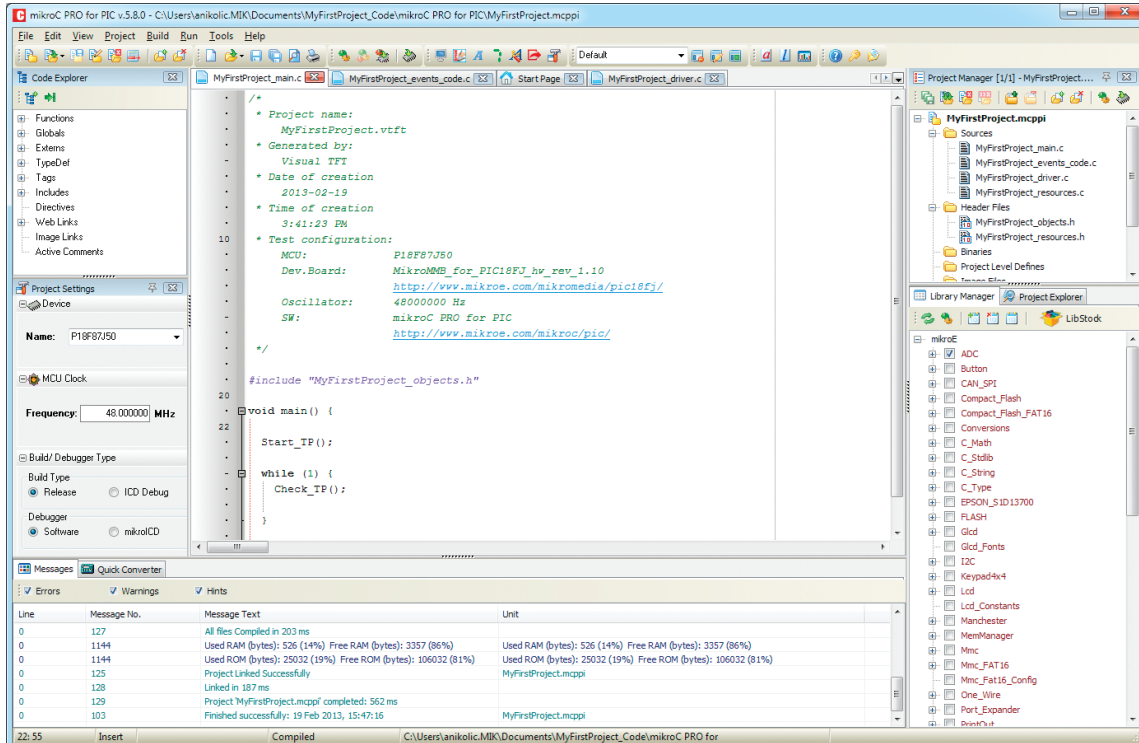 mikroC PRO for PIC v.5.8.0 - C:\Users\anikolic.MIK\Documents\MyFirstProject_Code\mikroC PRO for PIC\MyFirstProject.mcppi
File Edit View Project Build Run Tools Help
Default
Code Explorer
Functions
Globals
Externs
TypeDef
Tags
Includes
Directives
Web Links
Image Links
Active Comments
Project Settings
Device
Name: P18F87J50
MCU Clock
Frequency: 48.000000 MHz
Build/ Debugger Type
Build Type
Release ICD Debug
Debugger
Software mikroICD
MyFirstProject_main.c MyFirstProject_events_code.c Start Page MyFirstProject_driver.c
/*
* Project name:
MyFirstProject.vtft
* Generated by:
Visual TFT
* Date of creation
2013-02-19
* Time of creation
3:41:23 PM
10 * Test configuration:
MCU: P18F87J50
Dev.Board: MikroMMB_for_PIC18FJ_hw_rev_1.10
http://www.mikroe.com/mikromedia/pic18fj/
Oscillator: 48000000 Hz
SW: mikroC PRO for PIC
http://www.mikroe.com/mikroc/pic/
*/
#include "MyFirstProject_objects.h"
20
void main() {
22
Start_TP();
while (1) {
Check_TP();
}
Project Manager [1/1] - MyFirstProject....
MyFirstProject.mcppi
Sources
MyFirstProject_main.c
MyFirstProject_events_code.c
MyFirstProject_driver.c
MyFirstProject_resources.c
Header Files
MyFirstProject_objects.h
MyFirstProject_resources.h
Binaries
Project Level Defines
Image Files
Library Manager Project Explorer
LibStock
mikroE
ADC
Button
CAN_SPI
Compact_Flash
Compact_Flash_FAT16
Conversions
C_Math
C_Stdlib
C_String
C_Type
EPSON_S1D13700
FLASH
Glcd
Glcd_Fonts
I2C
Keypad4x4
Lcd
Lcd_Constants
Manchester
MemManager
Mmc
Mmc_FAT16
Mmc_Fat16_Config
One_Wire
Port_Expander
PrintOut
Messages Quick Converter
Errors Warnings Hints
Line Message No. Message Text Unit
0 127 All files Compiled in 203 ms
0 1144 Used RAM (bytes): 526 (14%) Free RAM (bytes): 3357 (86%) Used RAM (bytes): 526 (14%) Free RAM (bytes): 3357 (86%)
0 1144 Used ROM (bytes): 25032 (19%) Free ROM (bytes): 106032 (81%) Used ROM (bytes): 25032 (19%) Free ROM (bytes): 106032 (81%)
0 125 Project Linked Successfully MyFirstProject.mcppi
0 128 Linked in 187 ms
0 129 Project 'MyFirstProject.mcppi' completed: 562 ms
0 103 Finished successfully: 19 Feb 2013, 15:47:16 MyFirstProject.mcppi
22: 55 Insert Compiled C:\Users\anikolic.MIK\Documents\MyFirstProject_Code\mikroC PRO for